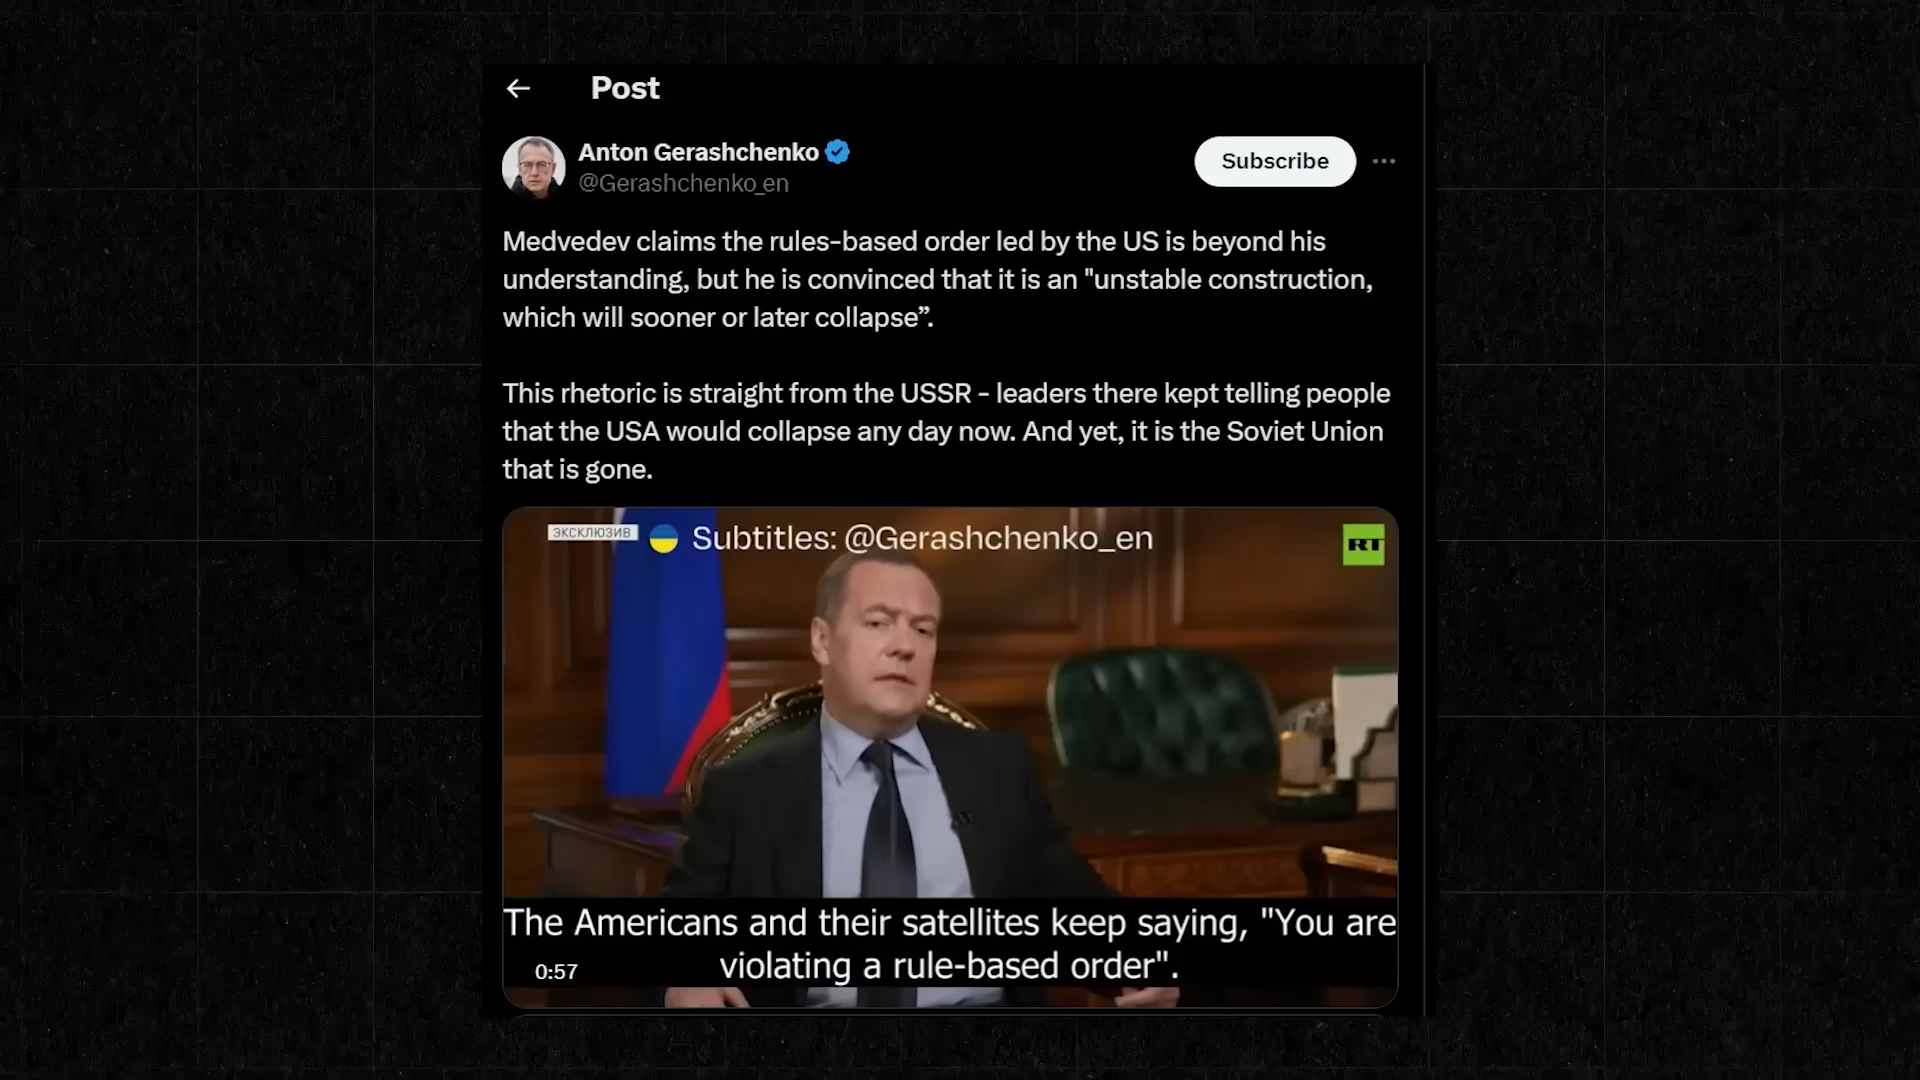 Post
Anton Gerashchenko
@Gerashchenko_en
Subscribe
Medvedev claims the rules-based order led by the US is beyond his
understanding, but he is convinced that it is an "unstable construction,
which will sooner or later collapse”.
This rhetoric is straight from the USSR - leaders there kept telling people
that the USA would collapse any day now. And yet, it is the Soviet Union
that is gone.
ЭКСКЛЮЗИВ
Subtitles: @Gerashchenko_en
RT
The Americans and their satellites keep saying, "You are
violating a rule-based order".
0:57